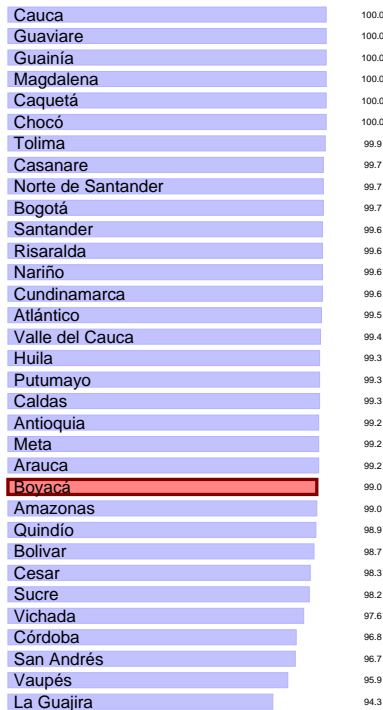 Cauca 100.0
Guaviare 100.0
Guainía 100.0
Magdalena 100.0
Caquetá 100.0
Chocó 100.0
Tolima 99.9
Casanare 99.7
Norte de Santander 99.7
Bogotá 99.7
Santander 99.6
Risaralda 99.6
Nariño 99.6
Cundinamarca 99.6
Atlántico 99.5
Valle del Cauca 99.4
Huila 99.3
Putumayo 99.3
Caldas 99.3
Antioquia 99.2
Meta 99.2
Arauca 99.2
Boyacá 99.0
Amazonas 99.0
Quindío 98.9
Bolivar 98.7
Cesar 98.3
Sucre 98.2
Vichada 97.6
Córdoba 96.8
San Andrés 96.7
Vaupés 95.9
La Guajira 94.3